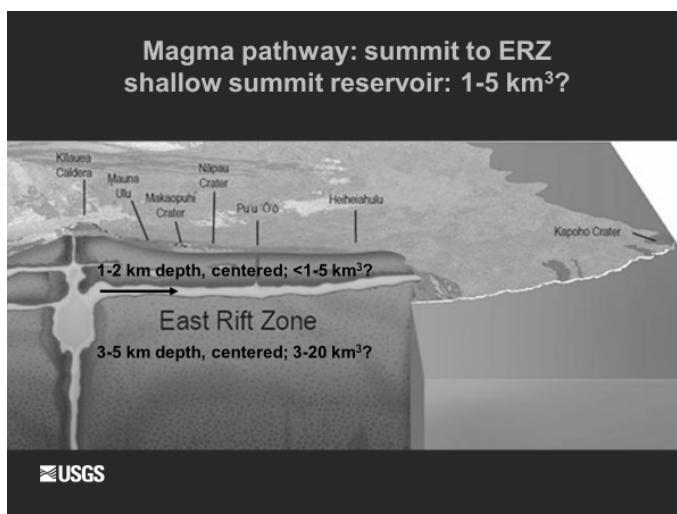 Magma pathway: summit to ERZ
shallow summit reservoir: 1-5 km³?
Kīlauea
Caldera
Mauna
Ulu
Makaopuhi
Crater
Nāpau
Crater
Pu'u 'Ō'ō
Heiheiahulu
Kapoho Crater
1-2 km depth, centered; <1-5 km³?
East Rift Zone
3-5 km depth, centered; 3-20 km³?
USGS